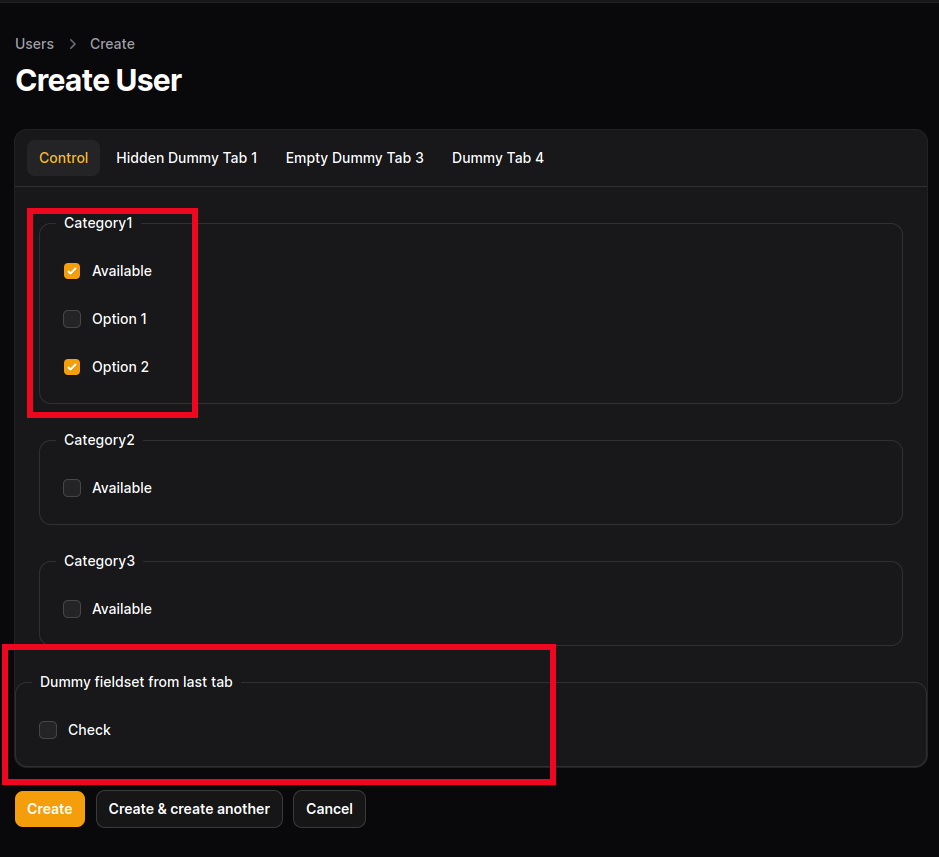 Users > Create
Create User
Control Hidden Dummy Tab 1 Empty Dummy Tab 3 Dummy Tab 4
Category1
Available
Option 1
Option 2
Category2
Available
Category3
Available
Dummy fieldset from last tab
Check
Create Create & create another Cancel